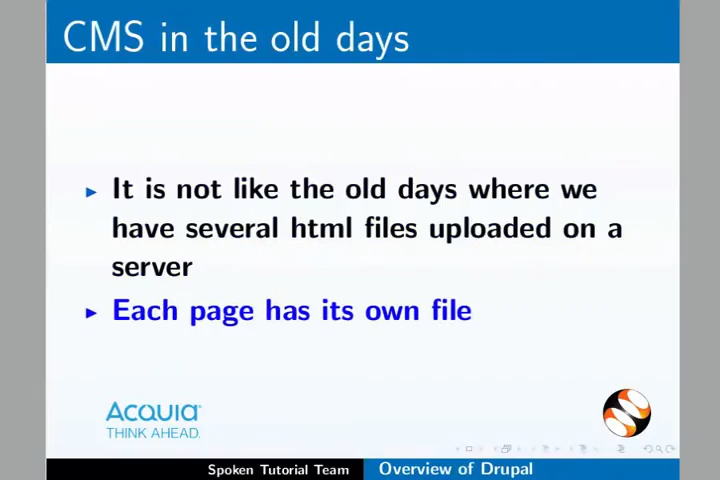 CMS in the old days
It is not like the old days where we
have several html files uploaded on a
server
Each page has its own file
Acquia
THINK AHEAD.
Spoken Tutorial Team Overview of Drupal